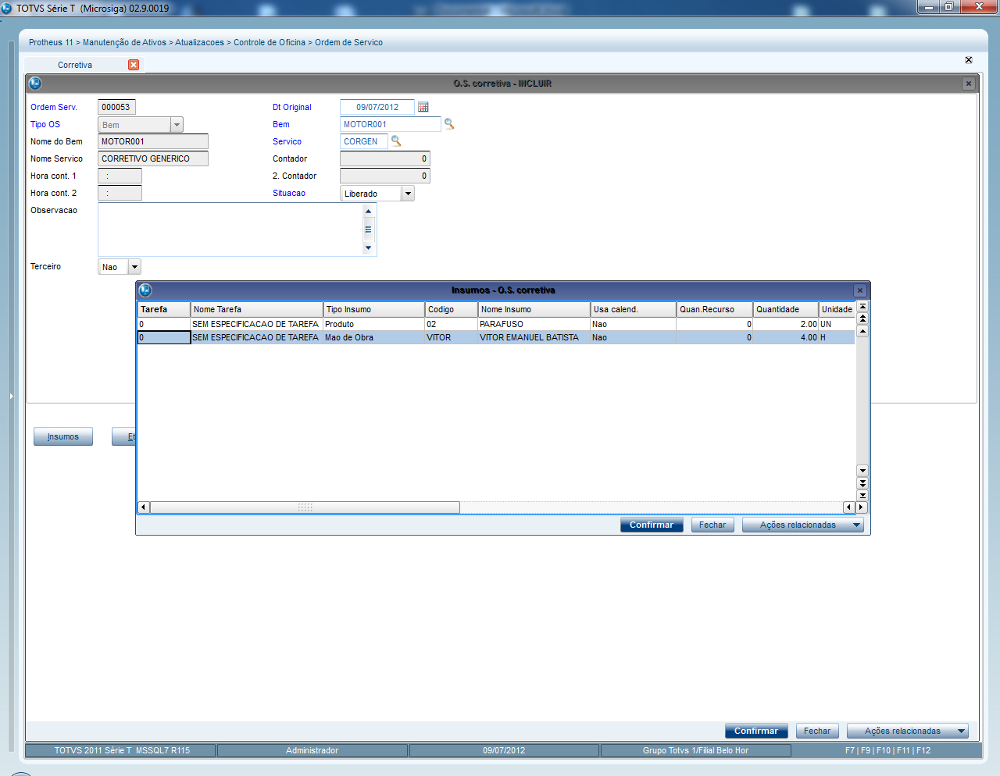 TOTVS Série T (Microsiga) 02.9.0019
Protheus 11 > Manutenção de Ativos > Atualizacoes > Controle de Oficina > Ordem de Servico
Corretiva
O.S. corretiva - INCLUIR
Ordem Serv. 000053 Dt Original 09/07/2012
Tipo OS Bem Bem MOTOR001
Nome do Bem MOTOR001 Servico CORGEN
Nome Servico CORRETIVO GENERICO Contador 0
Hora cont. 1 : 2. Contador 0
Hora cont. 2 : Situacao Liberado
Observacao
Terceiro Nao
Insumos - O.S. corretiva
Tarefa Nome Tarefa Tipo Insumo Codigo Nome Insumo Usa calend. Quan.Recurso Quantidade Unidade
0 SEM ESPECIFICACAO DE TAREFA Produto 02 PARAFUSO Nao 0 2.00 UN
0 SEM ESPECIFICACAO DE TAREFA Mao de Obra VITOR VITOR EMANUEL BATISTA Nao 0 4.00 H
Insumos Et
Confirmar Fechar Ações relacionadas
Confirmar Fechar Ações relacionadas
TOTVS 2011 Série T MSSQL7 R115 Administrador 09/07/2012 Grupo Totvs 1/Filial Belo Hor F7 | F9 | F10 | F11 | F12